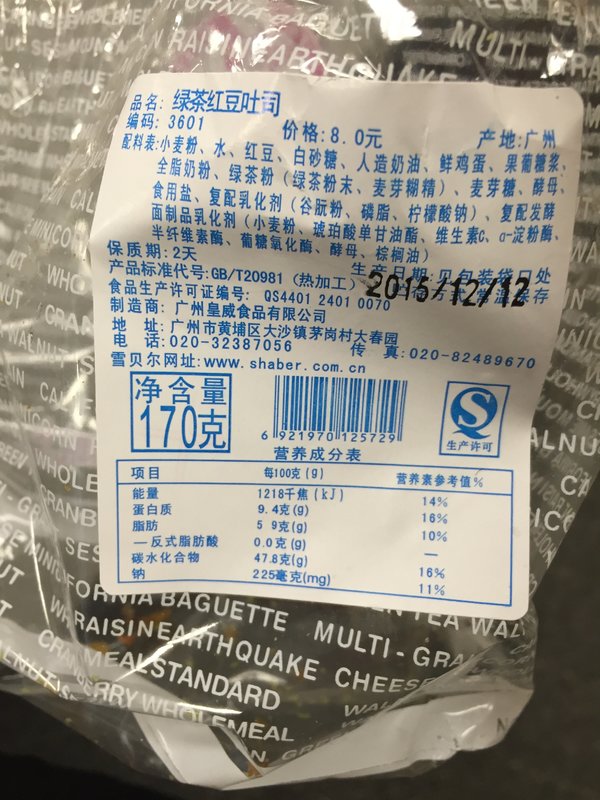 品名: 绿茶红豆吐司
编码: 3601 价格:8.0元 产地:广州
配料表:小麦粉、水、红豆、白砂糖、人造奶油、鲜鸡蛋、果葡糖浆、
全脂奶粉、绿茶粉(绿茶粉末、麦芽糊精)、麦芽糖、酵母、
食用盐、复配乳化剂(谷朊粉、磷脂、柠檬酸钠)、复配发酵
面制品乳化剂(小麦粉、琥珀酸单甘油酯、维生素c、α-淀粉酶、
半纤维素酶、葡糖氧化酶、酵母、棕榈油)
保质期:2天 生产日期:见包装袋口处
产品标准代号:GB/T20981(热加工) 常温保存
2015/12/12
食品生产许可证编号: QS4401 2401 0070
制造商: 广州皇威食品有限公司
地 址: 广州市黄埔区大沙镇茅岗村大春园
电 话:020-32387056 传 真:020-82489670
雪贝尔网址:www.shaber.com.cn
净含量
170克
6 921970 125729
QS
生产许可
营养成分表
项目 每100克(g) 营养素参考值%
能量 1218千焦(kJ) 14%
蛋白质 9.4克(g) 16%
脂肪 5 9克(g) 10%
—反式脂肪酸 0.0克(g) —
碳水化合物 47.8克(g) 16%
钠 225毫克(mg) 11%
FORNIA BAGUETTE MULTI-GRA
RAISIN EARTHQUAKE CHEESE
MEAL STANDARD
WHOLEMEAL